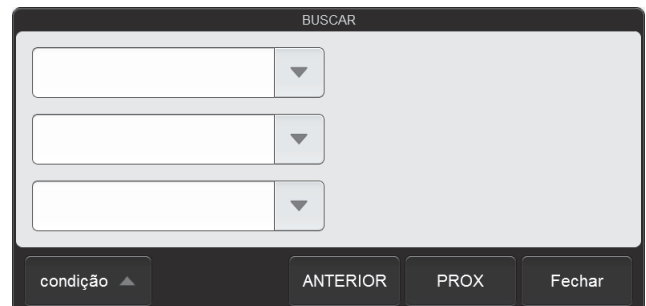 BUSCAR
condição
ANTERIOR
PROX
Fechar